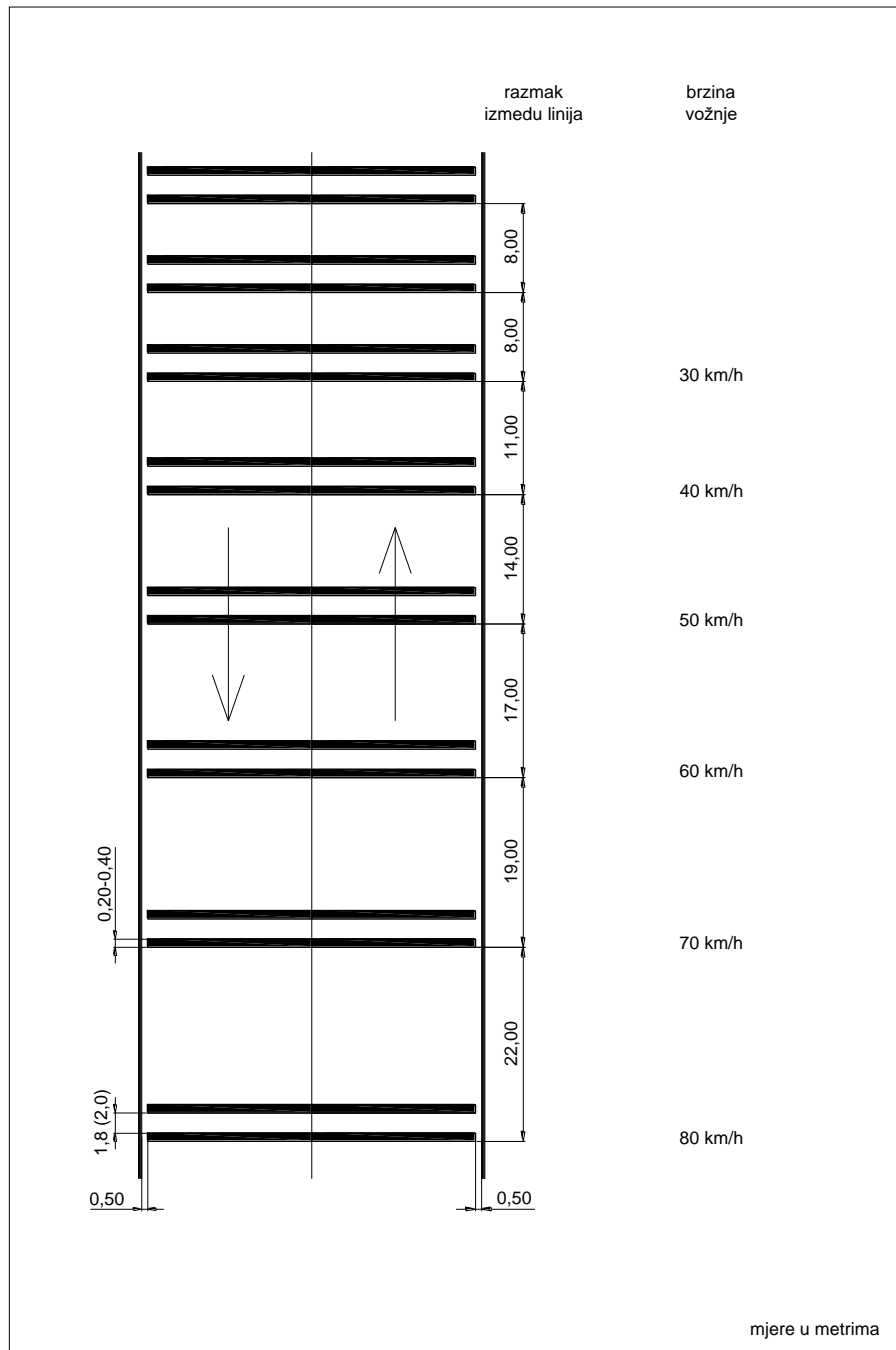 razmak
izmedu linija
brzina
vožnje
8,00
8,00
30 km/h
11,00
40 km/h
14,00
50 km/h
17,00
60 km/h
0,20-0,40
19,00
70 km/h
22,00
1,8 (2,0)
80 km/h
0,50
0,50
mjere u metrima